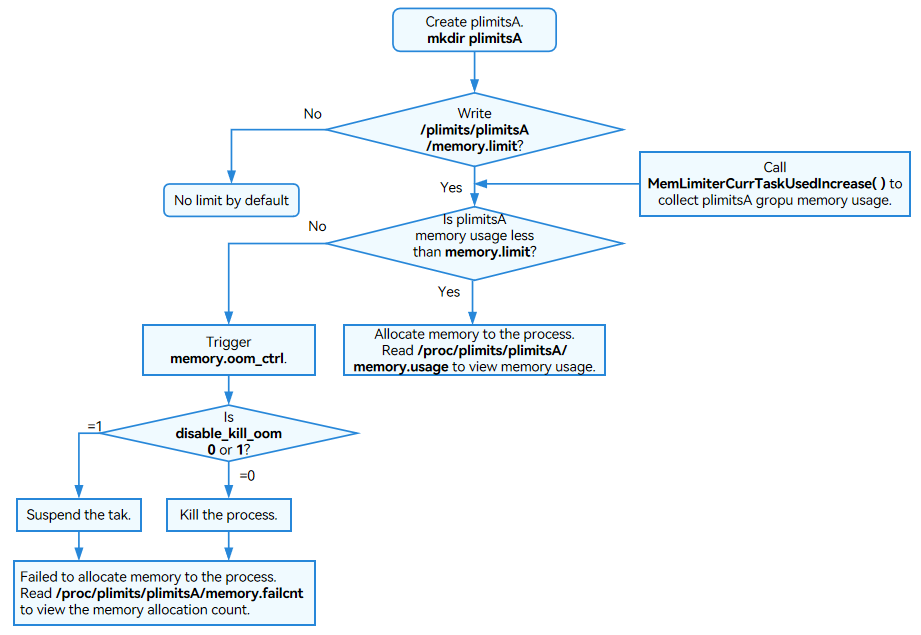 Create plimitsA.
mkdir plimitsA
No
Write
/plimits/plimitsA
/memory.limit?
Call
MemLimiterCurrTaskUsedIncrease( ) to
collect plimitsA gropu memory usage.
Yes
No limit by default
No
Is plimitsA
memory usage less
than memory.limit?
Yes
Trigger
memory.oom_ctrl.
Allocate memory to the process.
Read /proc/plimits/plimitsA/
memory.usage to view memory usage.
=1
Is
disable_kill_oom
0 or 1?
=0
Suspend the tak.
Kill the process.
Failed to allocate memory to the process.
Read /proc/plimits/plimitsA/memory.failcnt
to view the memory allocation count.